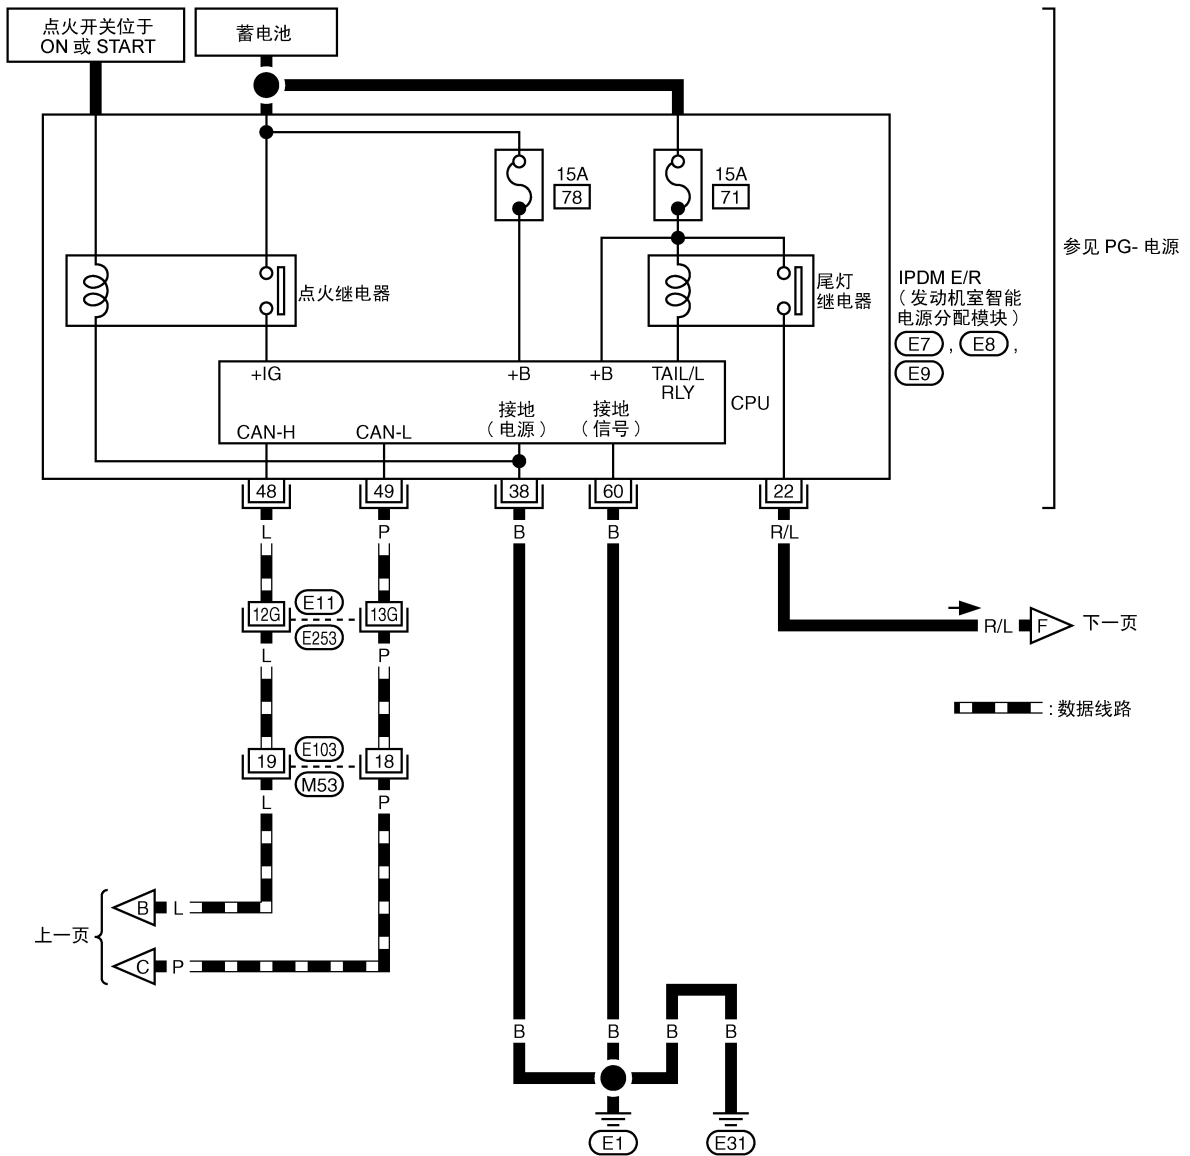 点火开关位于
ON 或 START
蓄电池
15A
78
15A
71
参见 PG- 电源
点火继电器
尾灯
继电器
IPDM E/R
（发动机室智能
电源分配模块）
E7 , E8 ,
E9
+IG
+B
+B
TAIL/L
RLY
CPU
接地
（电源）
接地
（信号）
CAN-H
CAN-L
48
49
38
60
22
L
P
B
B
R/L
12G
E11
13G
E253
R/L
F
下一页
L
P
: 数据线路
19
E103
18
M53
L
P
B
L
上一页
C
P
B
B
B
B
E1
E31